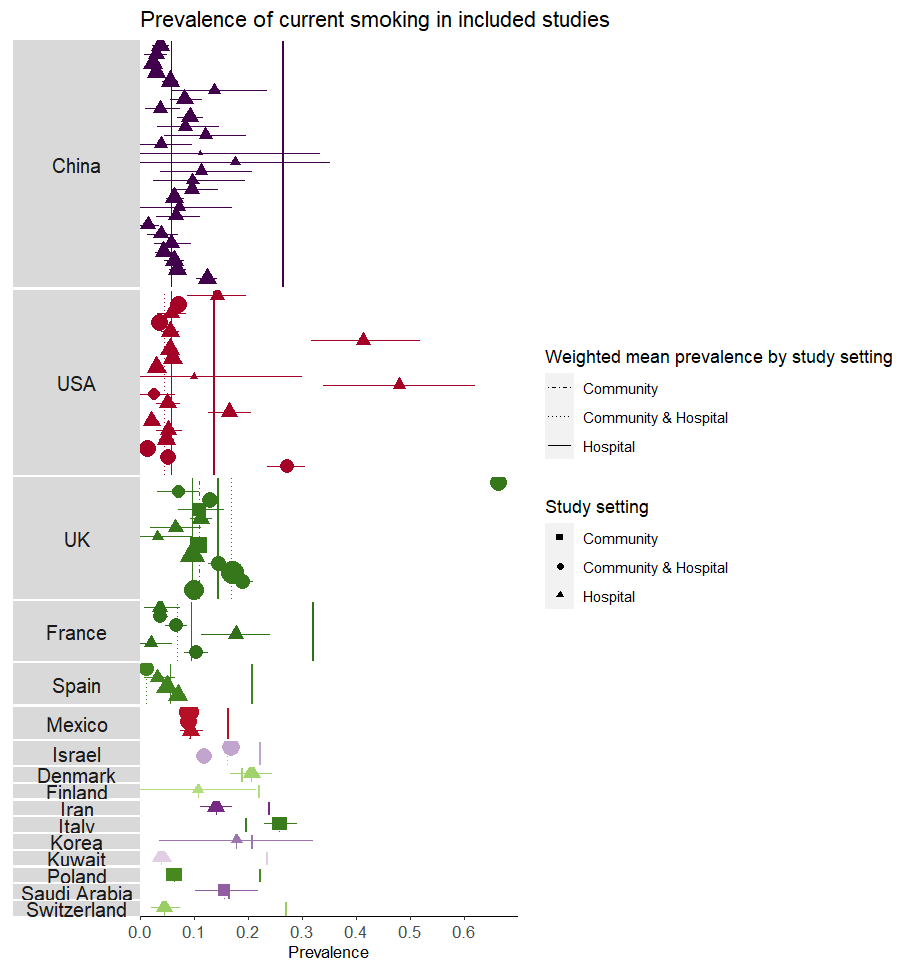 Prevalence of current smoking in included studies
China
USA
UK
France
Spain
Mexico
Israel
Denmark
Finland
Iran
Italy
Korea
Kuwait
Poland
Saudi Arabia
Switzerland
0.0 0.1 0.2 0.3 0.4 0.5 0.6
Prevalence
Weighted mean prevalence by study setting
Community
Community & Hospital
Hospital
Study setting
Community
Community & Hospital
Hospital